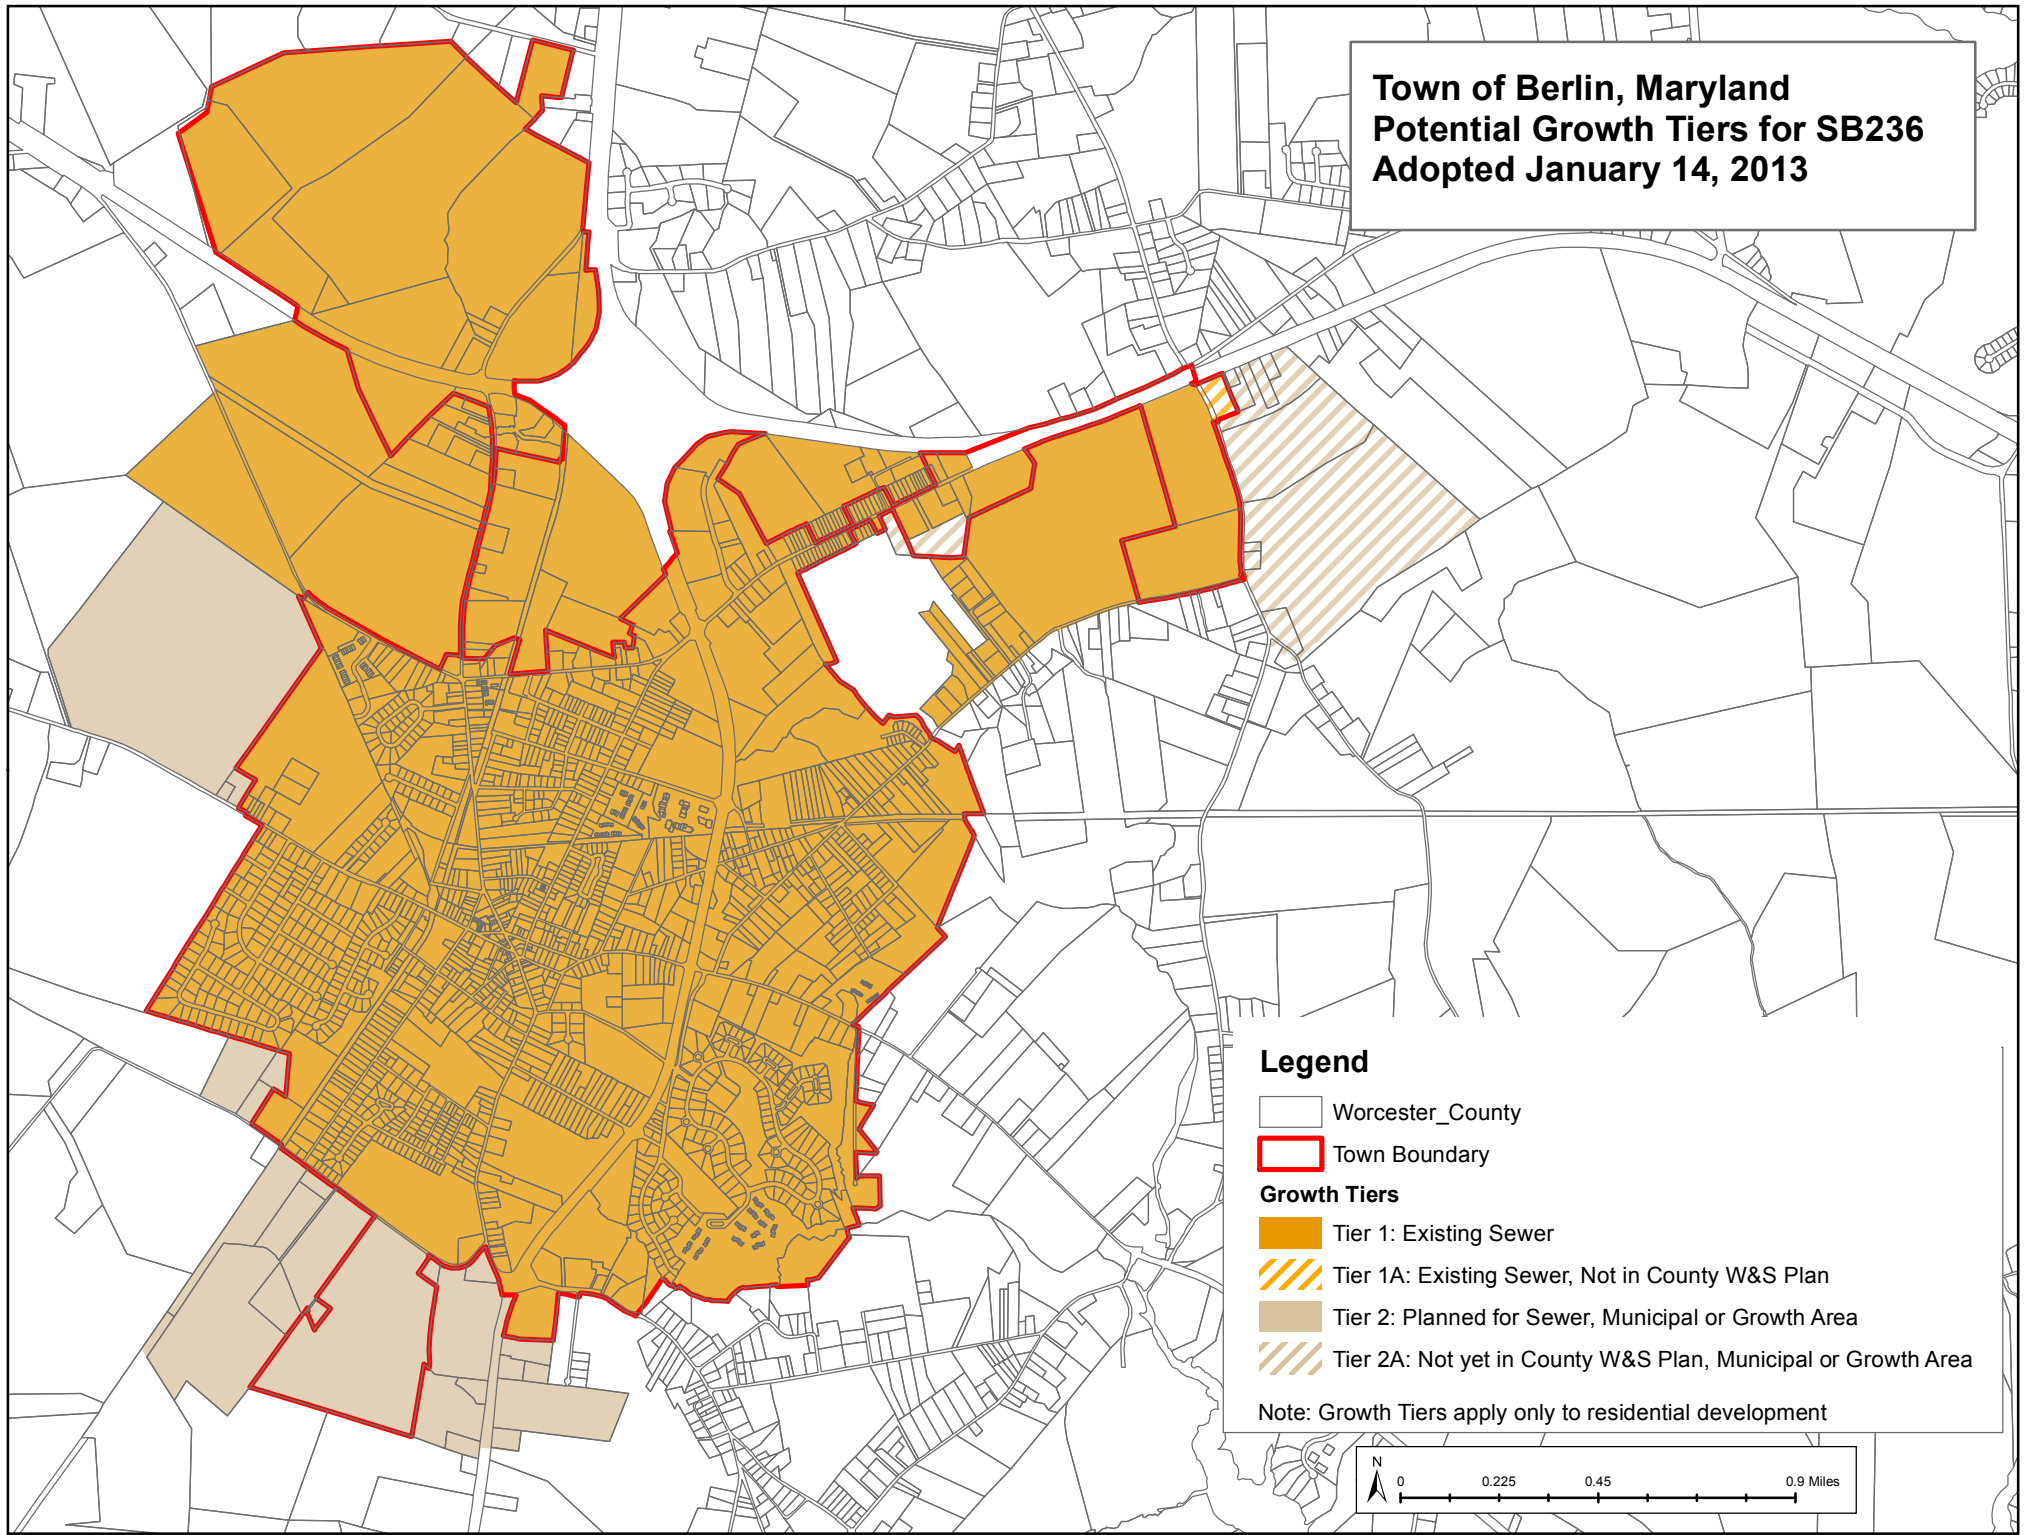 Town of Berlin, Maryland
Potential Growth Tiers for SB236
Adopted January 14, 2013
Legend
Worcester_County
Town Boundary
Growth Tiers
Tier 1: Existing Sewer
Tier 1A: Existing Sewer, Not in County W&S Plan
Tier 2: Planned for Sewer, Municipal or Growth Area
Tier 2A: Not yet in County W&S Plan, Municipal or Growth Area
Note: Growth Tiers apply only to residential development
N
0 0.225 0.45 0.9 Miles